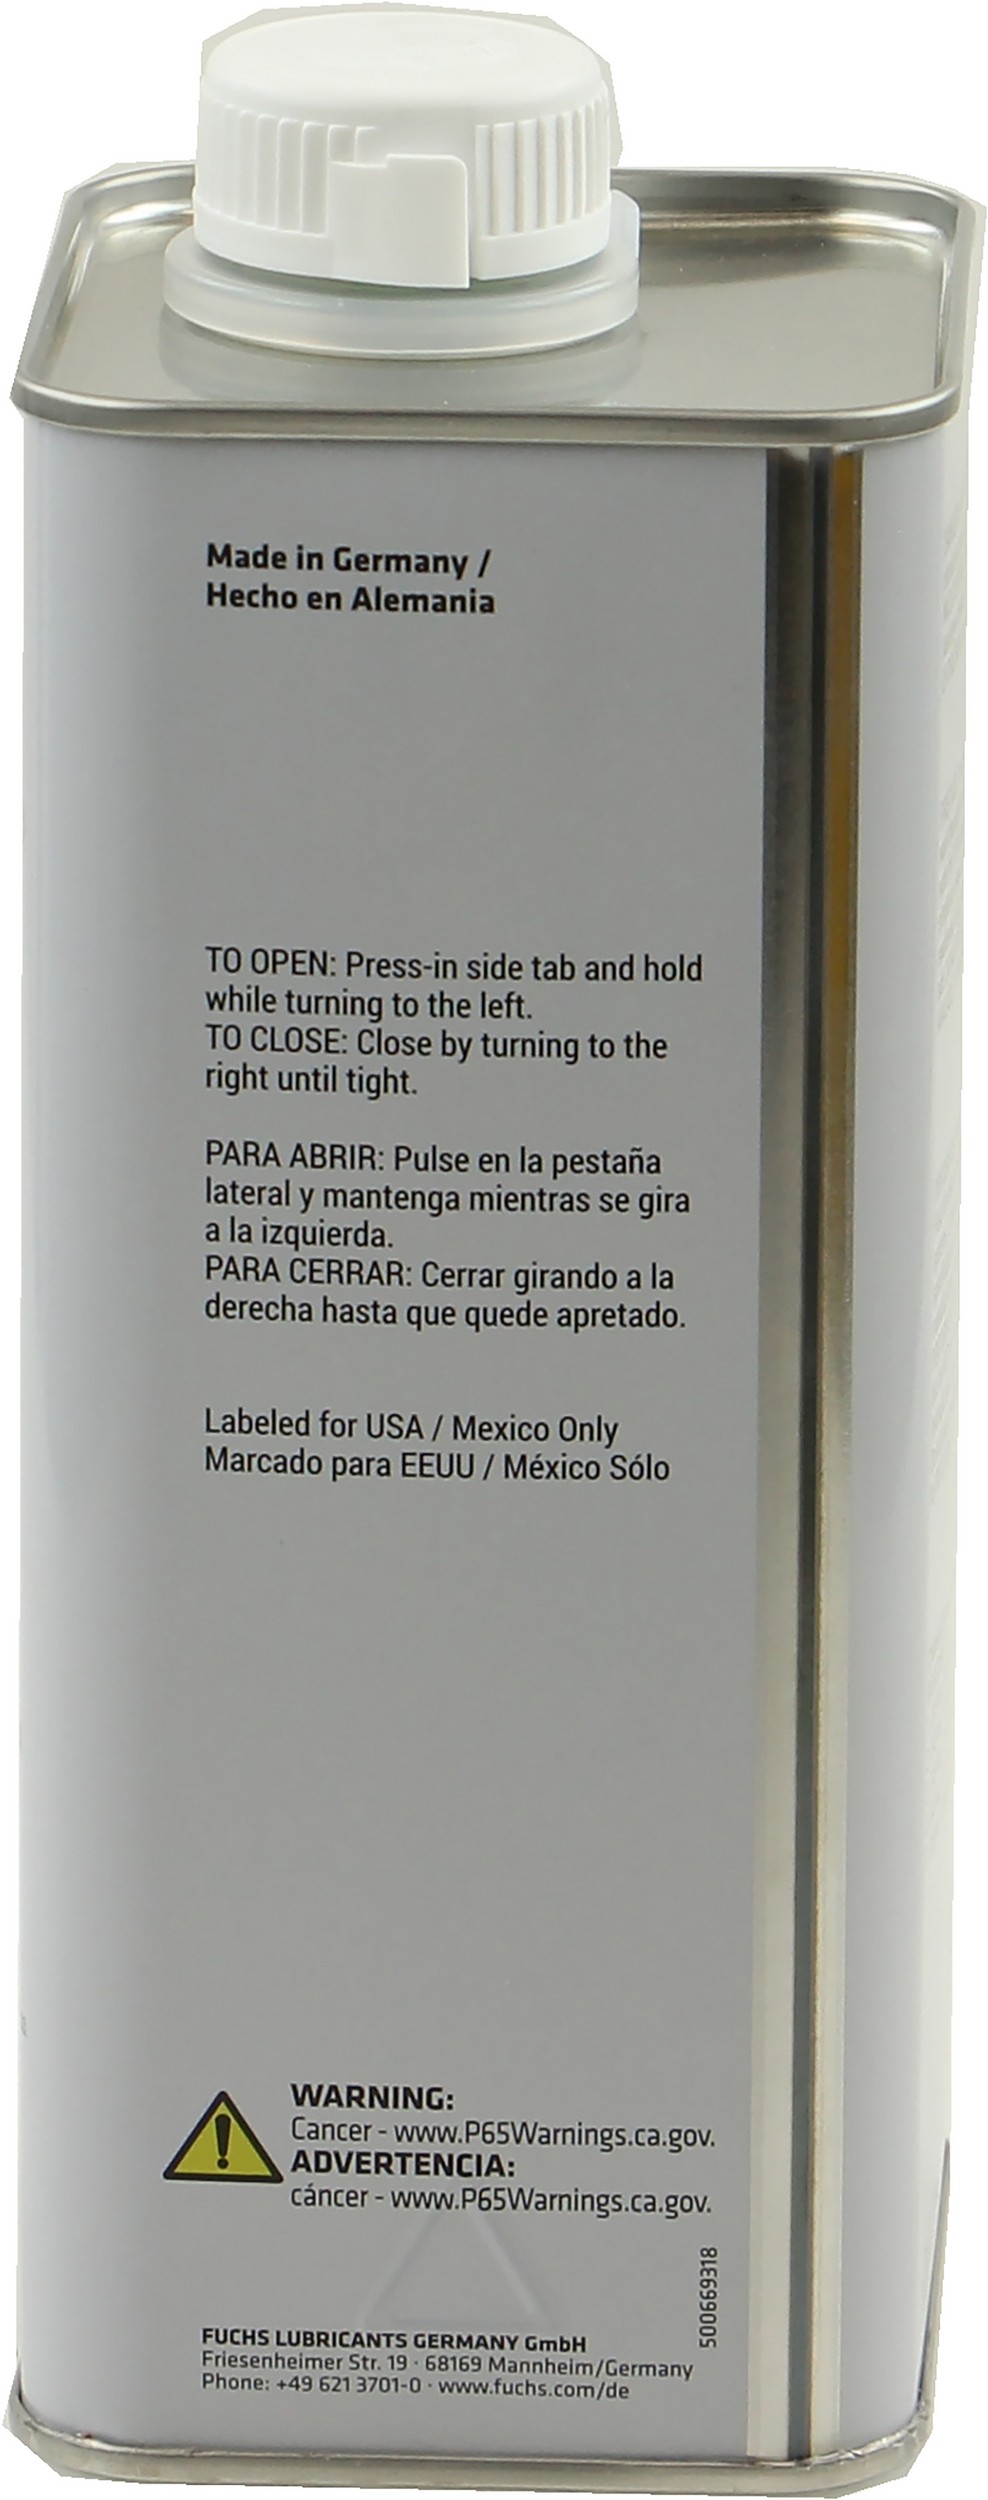 Made in Germany /
Hecho en Alemania
TO OPEN: Press-in side tab and hold
while turning to the left.
TO CLOSE: Close by turning to the
right until tight.
PARA ABRIR: Pulse en la pestaña
lateral y mantenga mientras se gira
a la izquierda.
PARA CERRAR: Cerrar girando a la
derecha hasta que quede apretado.
Labeled for USA / Mexico Only
Marcado para EEUU / México Sólo
WARNING:
Cancer - www.P65Warnings.ca.gov.
ADVERTENCIA:
cáncer - www.P65Warnings.ca.gov.
500669318
FUCHS LUBRICANTS GERMANY GmbH
Friesenheimer Str. 19 · 68169 Mannheim/Germany
Phone: +49 621 3701-0 · www.fuchs.com/de